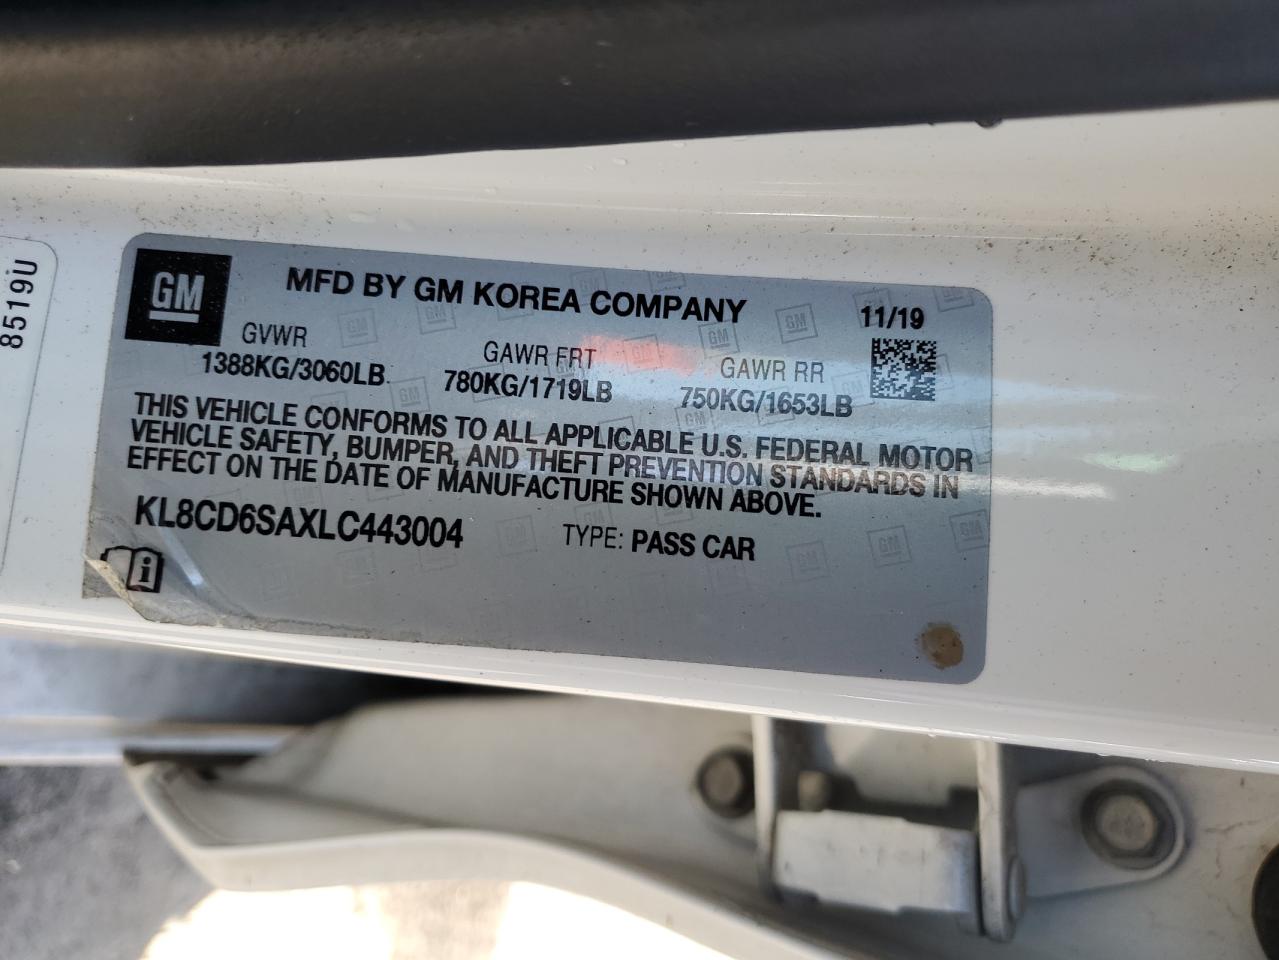 8519U
GM
MFD BY GM KOREA COMPANY
11/19
GVWR
1388KG/3060LB
GAWR FRT
780KG/1719LB
GAWR RR
750KG/1653LB
THIS VEHICLE CONFORMS TO ALL APPLICABLE U.S. FEDERAL MOTOR
VEHICLE SAFETY, BUMPER, AND THEFT PREVENTION STANDARDS IN
EFFECT ON THE DATE OF MANUFACTURE SHOWN ABOVE.
KL8CD6SAXLC443004
TYPE: PASS CAR
i